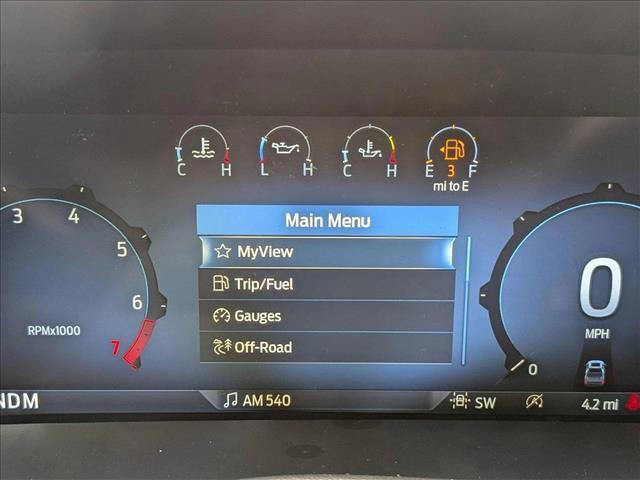 C H L H C H E 3 F
mi to E
Main Menu
MyView
Trip/Fuel
Gauges
Off-Road
3 4 5 6 7
RPMx1000
0
MPH
0
NDM AM 540 SW 4.2 mi